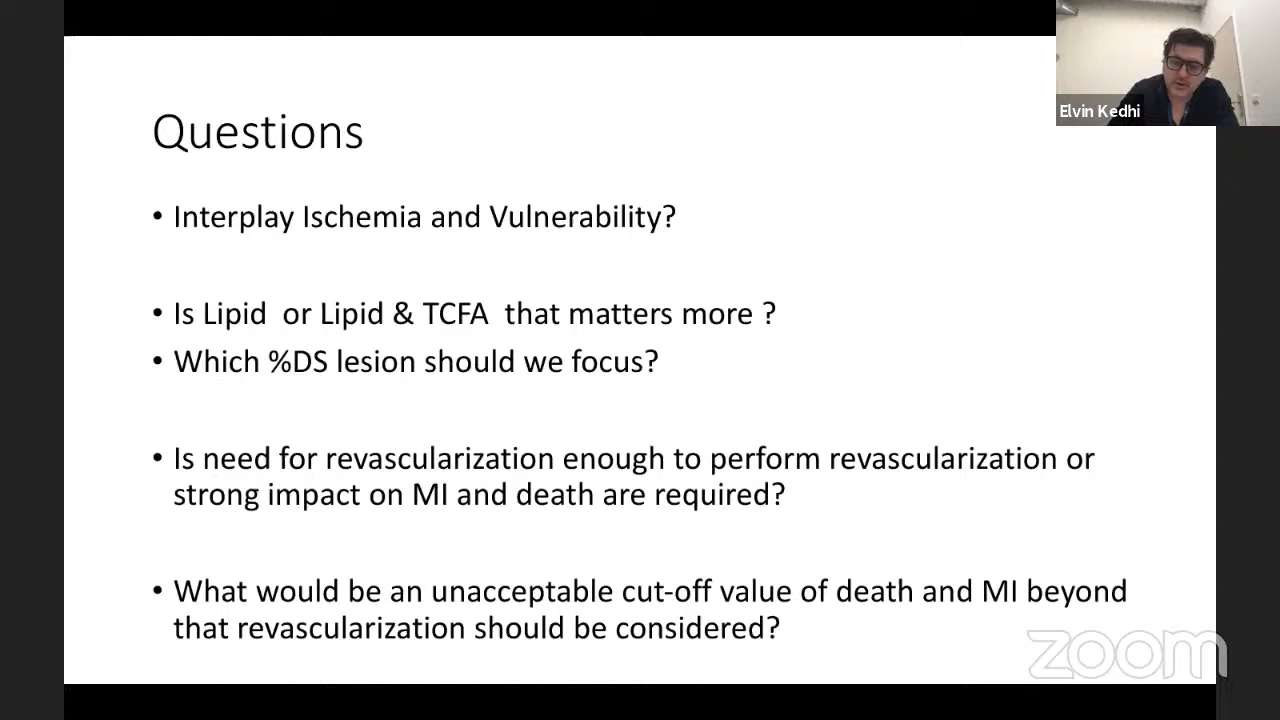 Elvin Kedhi
Questions
• Interplay Ischemia and Vulnerability?
• Is Lipid or Lipid & TCFA that matters more ?
• Which %DS lesion should we focus?
• Is need for revascularization enough to perform revascularization or
strong impact on MI and death are required?
• What would be an unacceptable cut-off value of death and MI beyond
that revascularization should be considered?
zoom